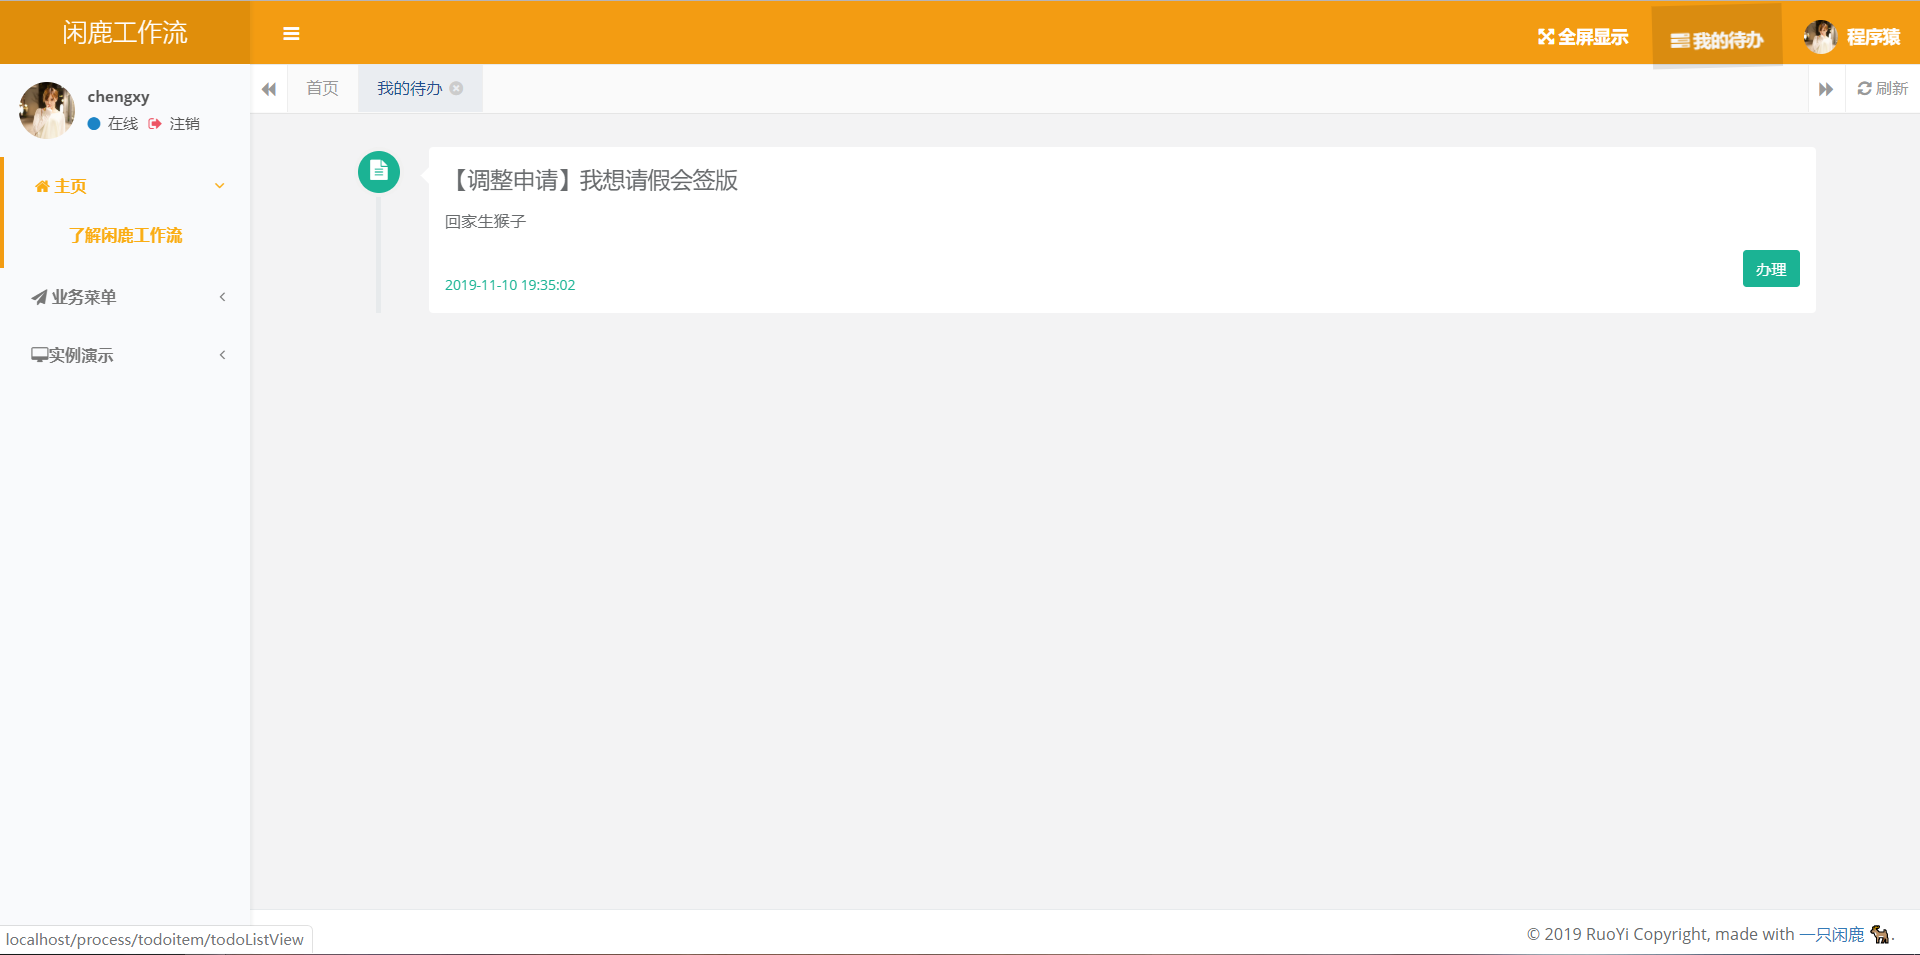 闲鹿工作流
全屏显示
我的待办
程序猿
chengxy
在线 注销
首页
我的待办
刷新
主页
了解闲鹿工作流
业务菜单
实例演示
【调整申请】我想请假会签版
回家生猴子
2019-11-10 19:35:02
办理
localhost/process/todoitem/todoListView
© 2019 RuoYi Copyright, made with 一只闲鹿 🐕.